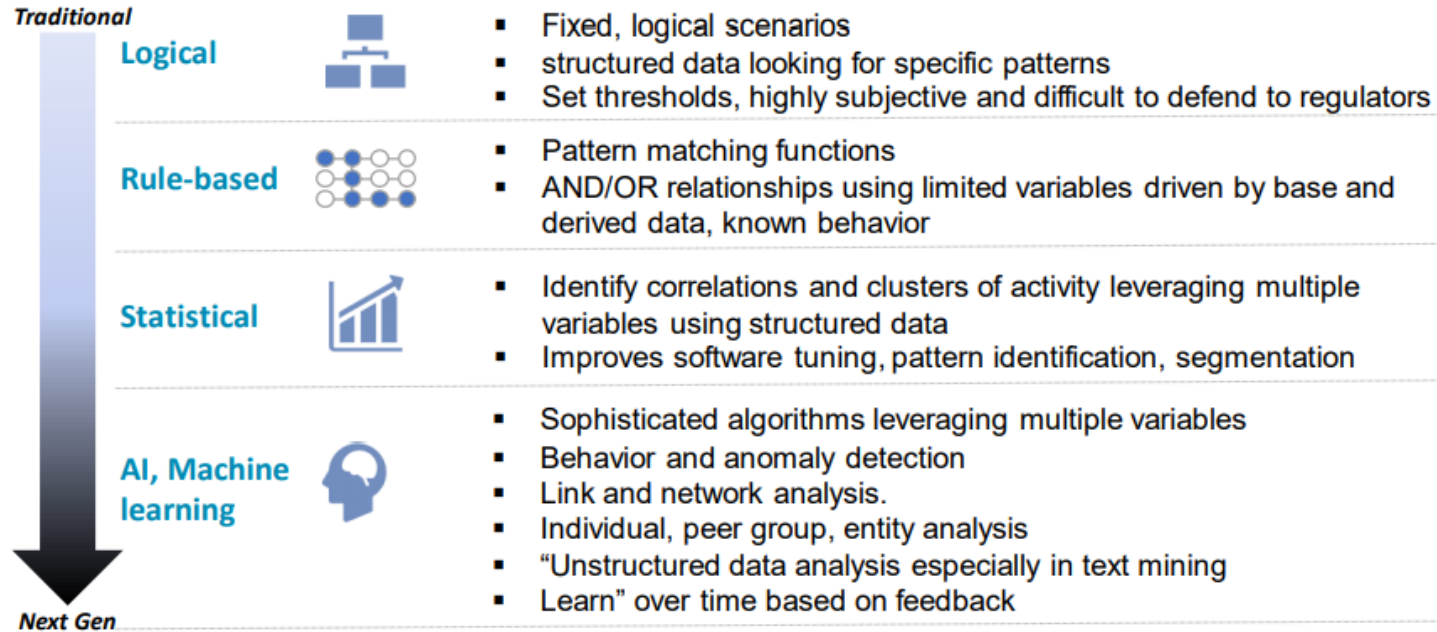 Traditional
Logical
▪ Fixed, logical scenarios
▪ structured data looking for specific patterns
▪ Set thresholds, highly subjective and difficult to defend to regulators
Rule-based
▪ Pattern matching functions
▪ AND/OR relationships using limited variables driven by base and
derived data, known behavior
Statistical
▪ Identify correlations and clusters of activity leveraging multiple
variables using structured data
▪ Improves software tuning, pattern identification, segmentation
AI, Machine
learning
▪ Sophisticated algorithms leveraging multiple variables
▪ Behavior and anomaly detection
▪ Link and network analysis.
▪ Individual, peer group, entity analysis
▪ “Unstructured data analysis especially in text mining
▪ Learn” over time based on feedback
Next Gen